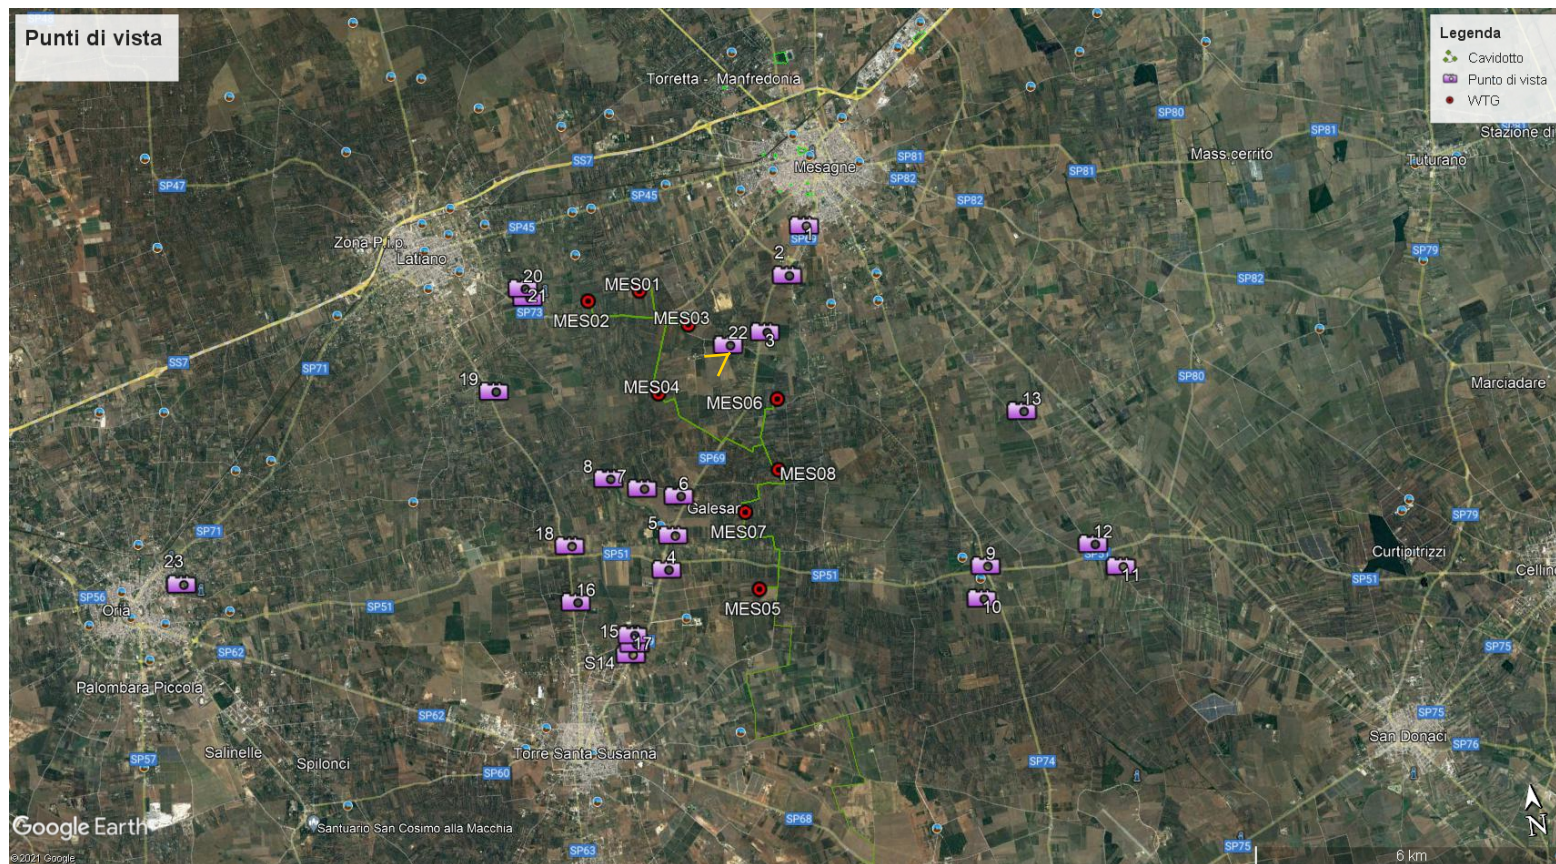 Punti di vista
Legenda
Cavidotto
Punto di vista
WTG
Torretta - Manfredonia
SP80
SP81
Stazione di
Mass.cerrito
Tuturano
SS7
Mesagne
SP81
SP82
SP81
SP47
SP45
SP82
SP45
Zona P.i.p.
Latiano
1
SP79
2
SP82
20
21
MES01
SP73
MES02
MES03
22
3
SS7
SP71
SP80
Marciadare
19
MES04
MES06
13
SP69
8
7
6
MES08
Galesan
SP79
SP71
5
MES07
18
12
Curtipitrizzi
23
SP51
4
SP51
9
11
SP51
Cellin
SP56
Oria
SP51
16
MES05
10
15
17
S14
SP62
SP75
Palombara Piccola
SP62
SP75
San Donaci
SP76
Salinelle
Spilonci
Torre Santa Susanna
SP57
SP60
SP74
SP68
Google Earth
Santuario San Cosimo alla Macchia
N
SP63
SP75
6 km
©2021 Google